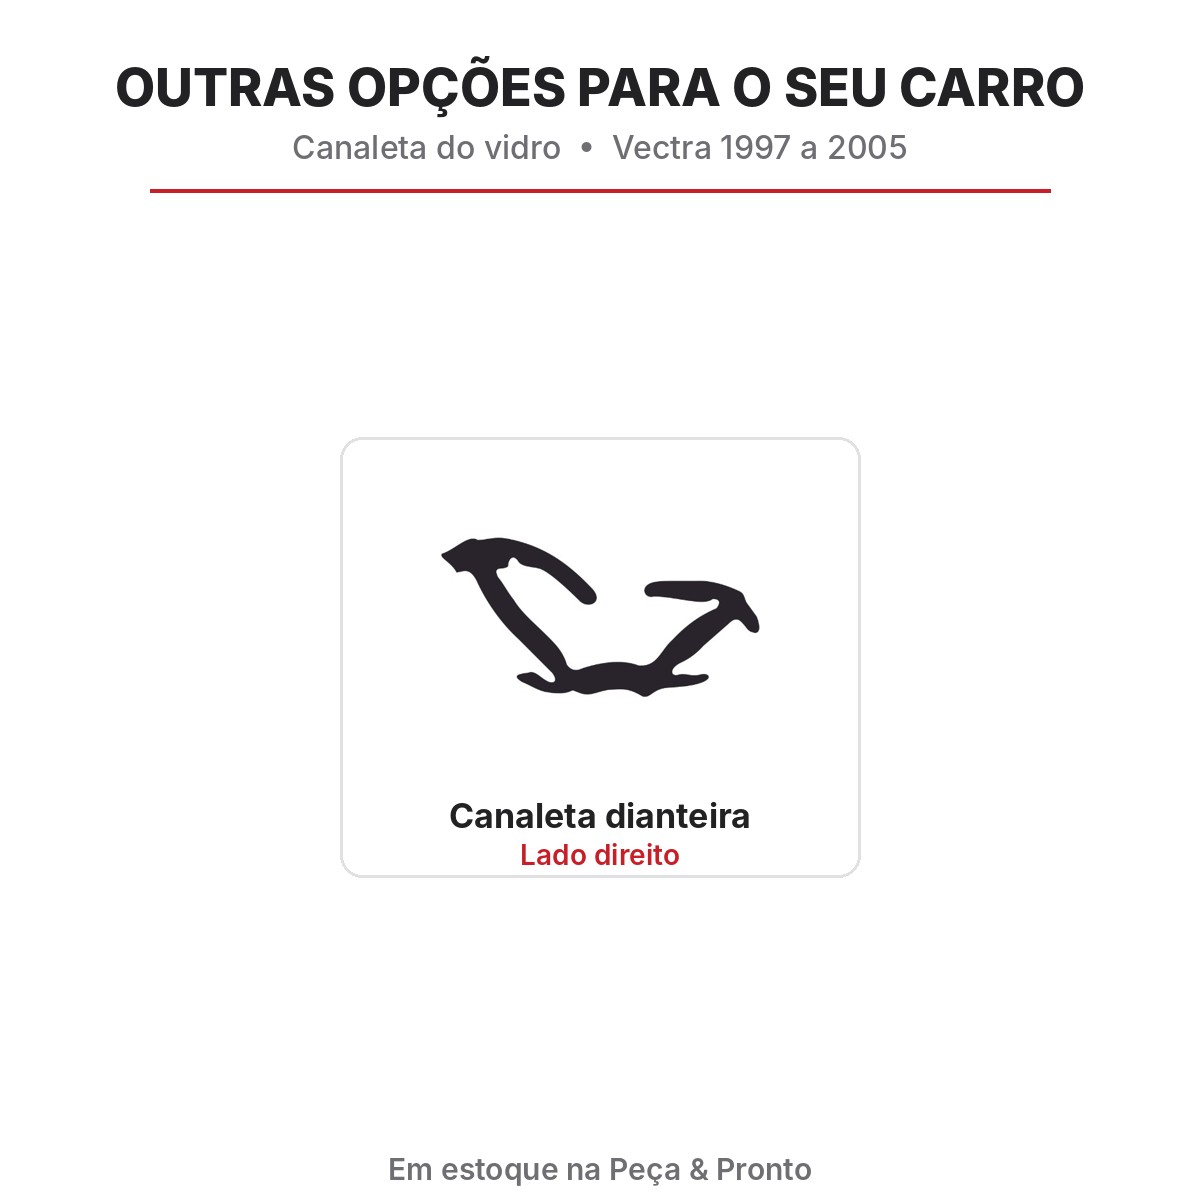 OUTRAS OPÇÕES PARA O SEU CARRO
Canaleta do vidro • Vectra 1997 a 2005
Canaleta dianteira
Lado direito
Em estoque na Peça & Pronto